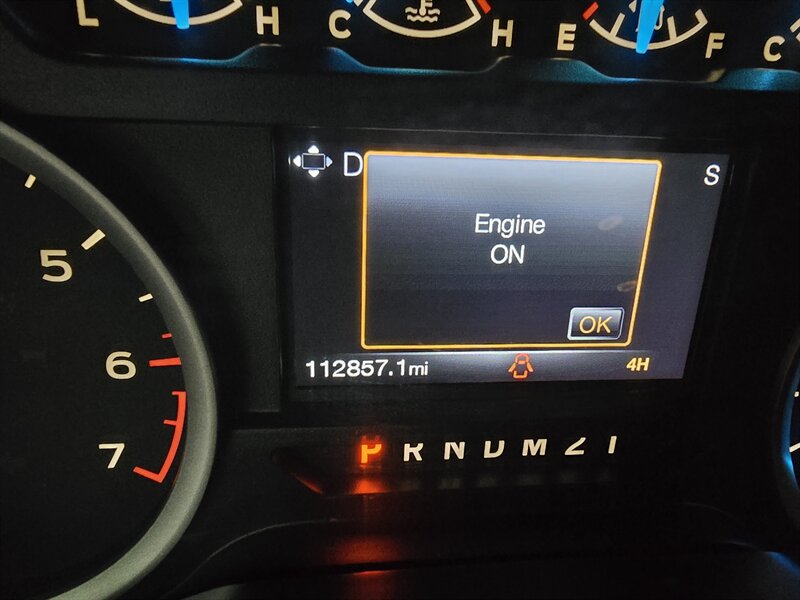 L H C H E F C
D S
Engine
ON
OK
112857.1mi 4H
5
6
7
P R N D M 2 1